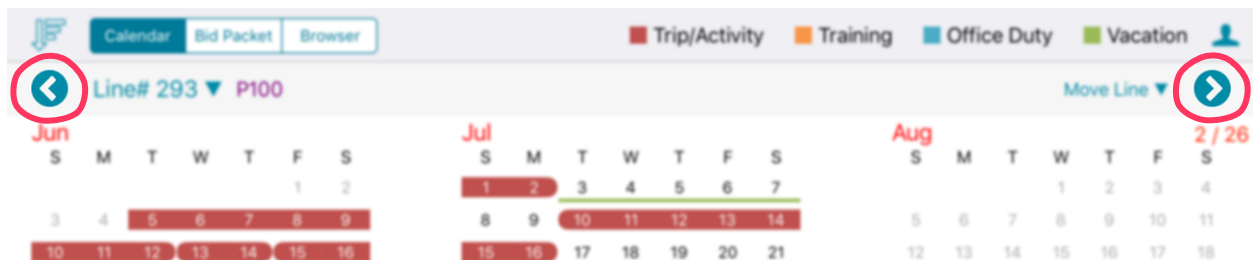 Calendar Bid Packet Browser Trip/Activity Training Office Duty Vacation
Line# 293 ▼ P100 Move Line ▼
Jun Jul Aug 2 / 26
S M T W T F S S M T W T F S S M T W T F S
1 2 1 2 3 4 5 6 7 1 2 3 4
3 4 5 6 7 8 9 8 9 10 11 12 13 14 5 6 7 8 9 10 11
10 11 12 13 14 15 16 15 16 17 18 19 20 21 12 13 14 15 16 17 18